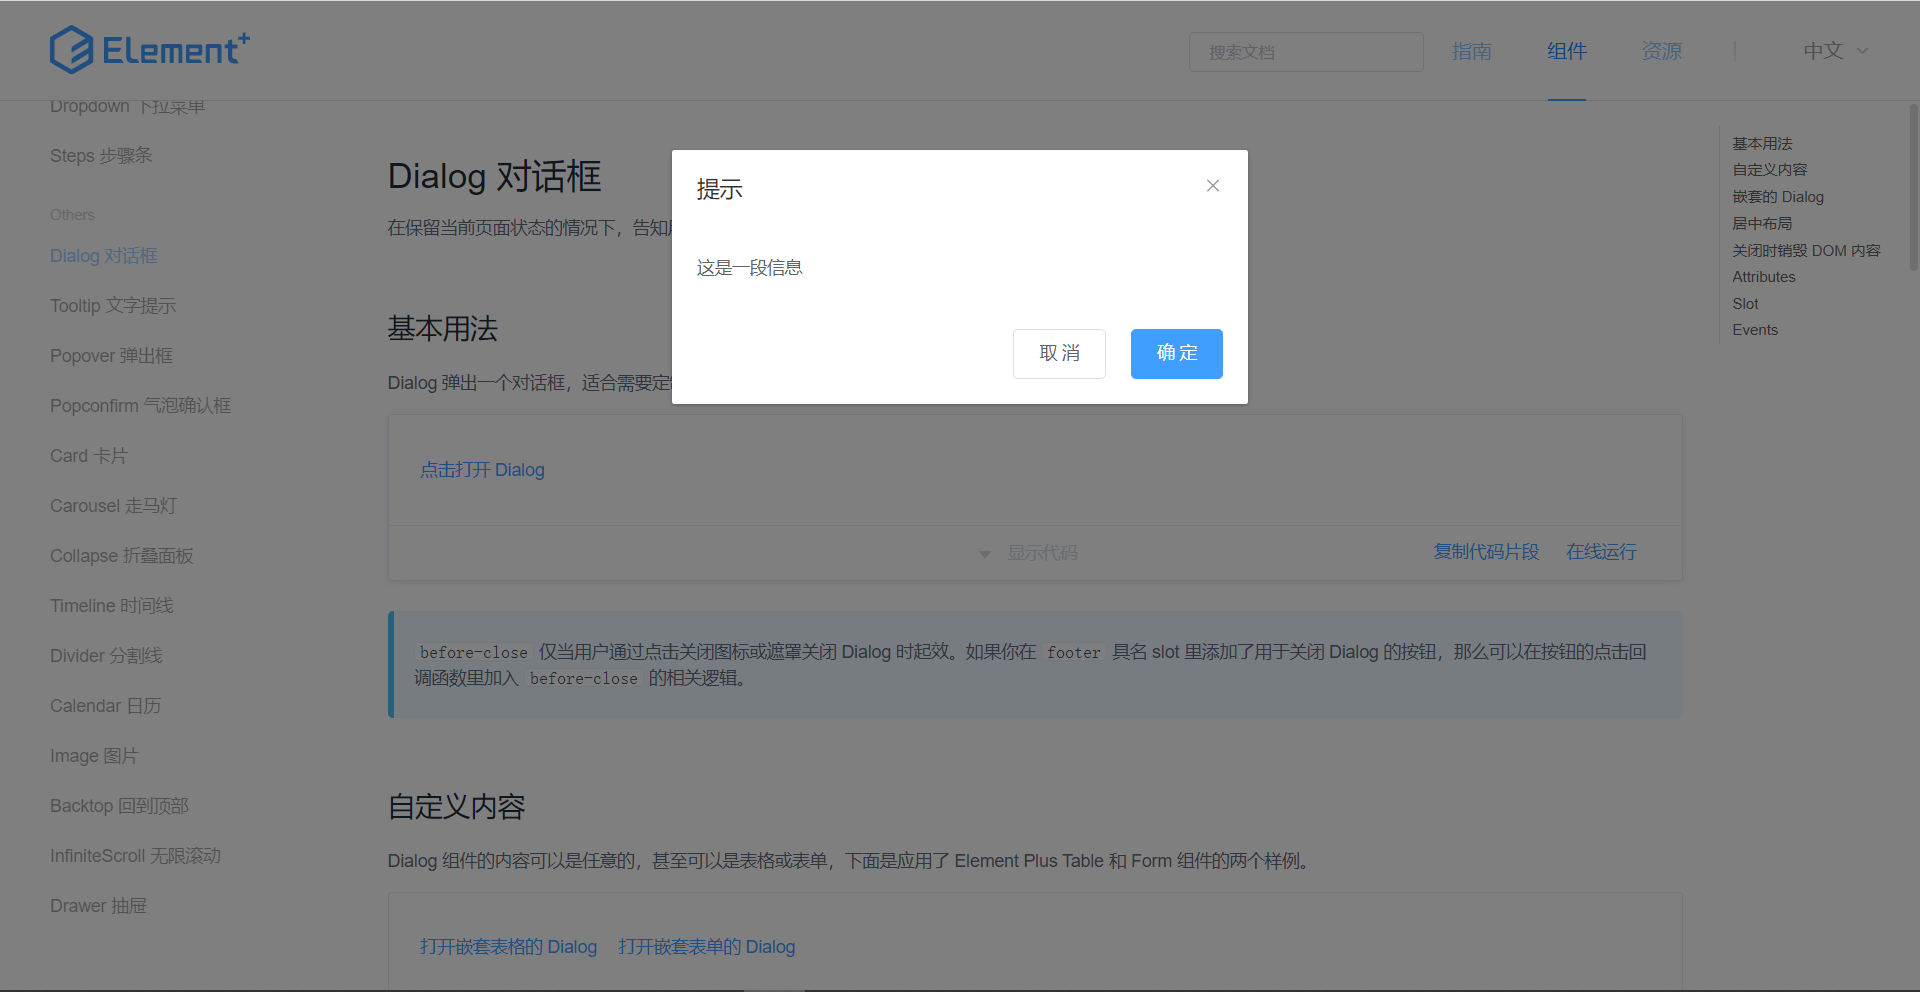 Element+
搜索文档
指南
组件
资源
中文
Dropdown 下拉菜单
Steps 步骤条
Others
Dialog 对话框
Tooltip 文字提示
Popover 弹出框
Popconfirm 气泡确认框
Card 卡片
Carousel 走马灯
Collapse 折叠面板
Timeline 时间线
Divider 分割线
Calendar 日历
Image 图片
Backtop 回到顶部
InfiniteScroll 无限滚动
Drawer 抽屉
Dialog 对话框
在保留当前页面状态的情况下，告知
基本用法
Dialog 弹出一个对话框，适合需要定
点击打开 Dialog
显示代码
复制代码片段
在线运行
before-close 仅当用户通过点击关闭图标或遮罩关闭 Dialog 时起效。如果你在 footer 具名 slot 里添加了用于关闭 Dialog 的按钮，那么可以在按钮的点击回
调函数里加入 before-close 的相关逻辑。
自定义内容
Dialog 组件的内容可以是任意的，甚至可以是表格或表单，下面是应用了 Element Plus Table 和 Form 组件的两个样例。
打开嵌套表格的 Dialog
打开嵌套表单的 Dialog
提示
这是一段信息
取消
确定
基本用法
自定义内容
嵌套的 Dialog
居中布局
关闭时销毁 DOM 内容
Attributes
Slot
Events